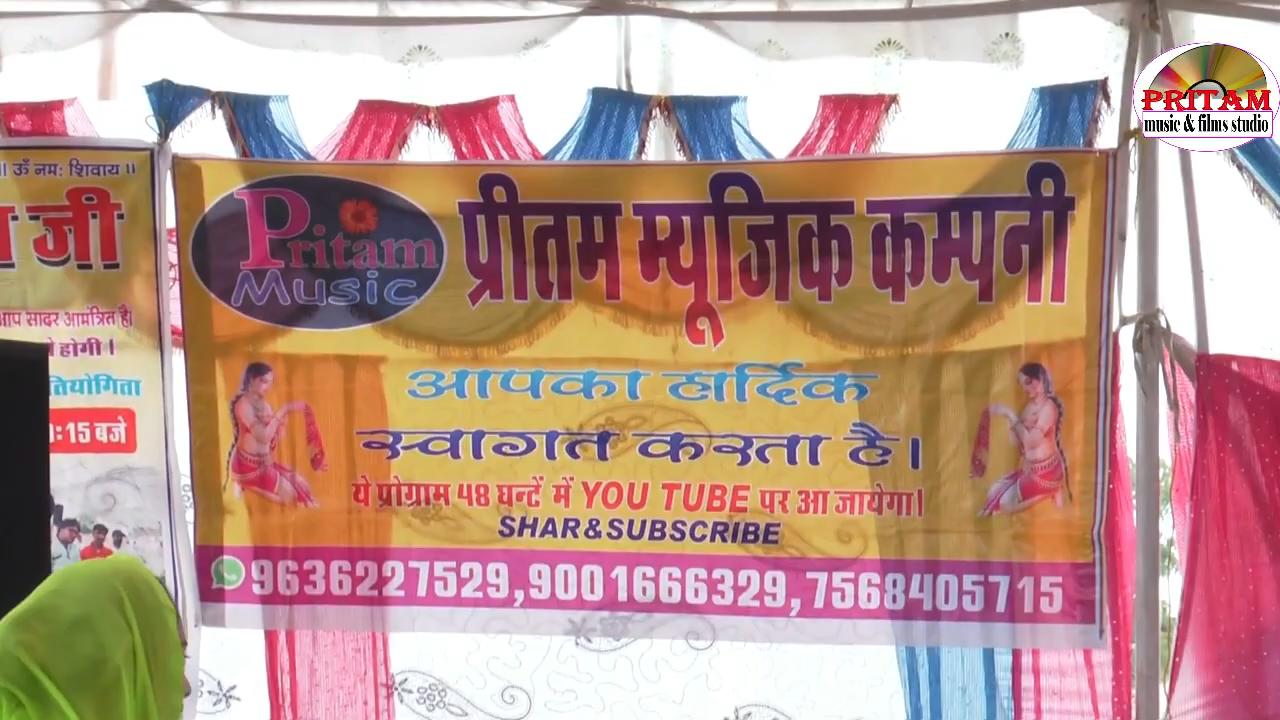 PRITAM
music & films studio
॥ ॐ नम: शिवाय ॥
जी
आप सादर आमंत्रित है।
होगी।
:15 बजे
Pritam
Music
प्रीतम म्यूजिक कम्पनी
आपका हार्दिक
स्वागत करता है।
ये प्रोग्राम 48 घन्टें में YOU TUBE पर आ जायेगा।
SHAR&SUBSCRIBE
9636227529,9001666329,7568405715